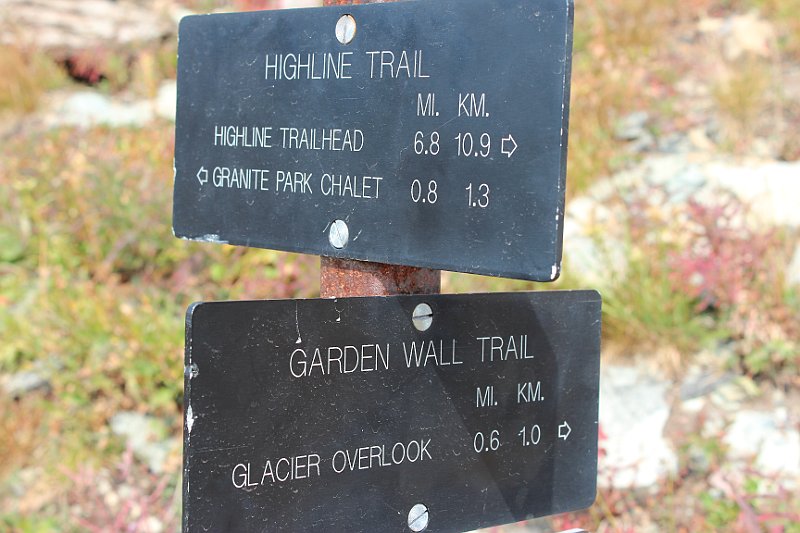 HIGHLINE TRAIL
MI. KM.
HIGHLINE TRAILHEAD 6.8 10.9 ⇨
⇦ GRANITE PARK CHALET 0.8 1.3
GARDEN WALL TRAIL
MI. KM.
GLACIER OVERLOOK 0.6 1.0 ⇨